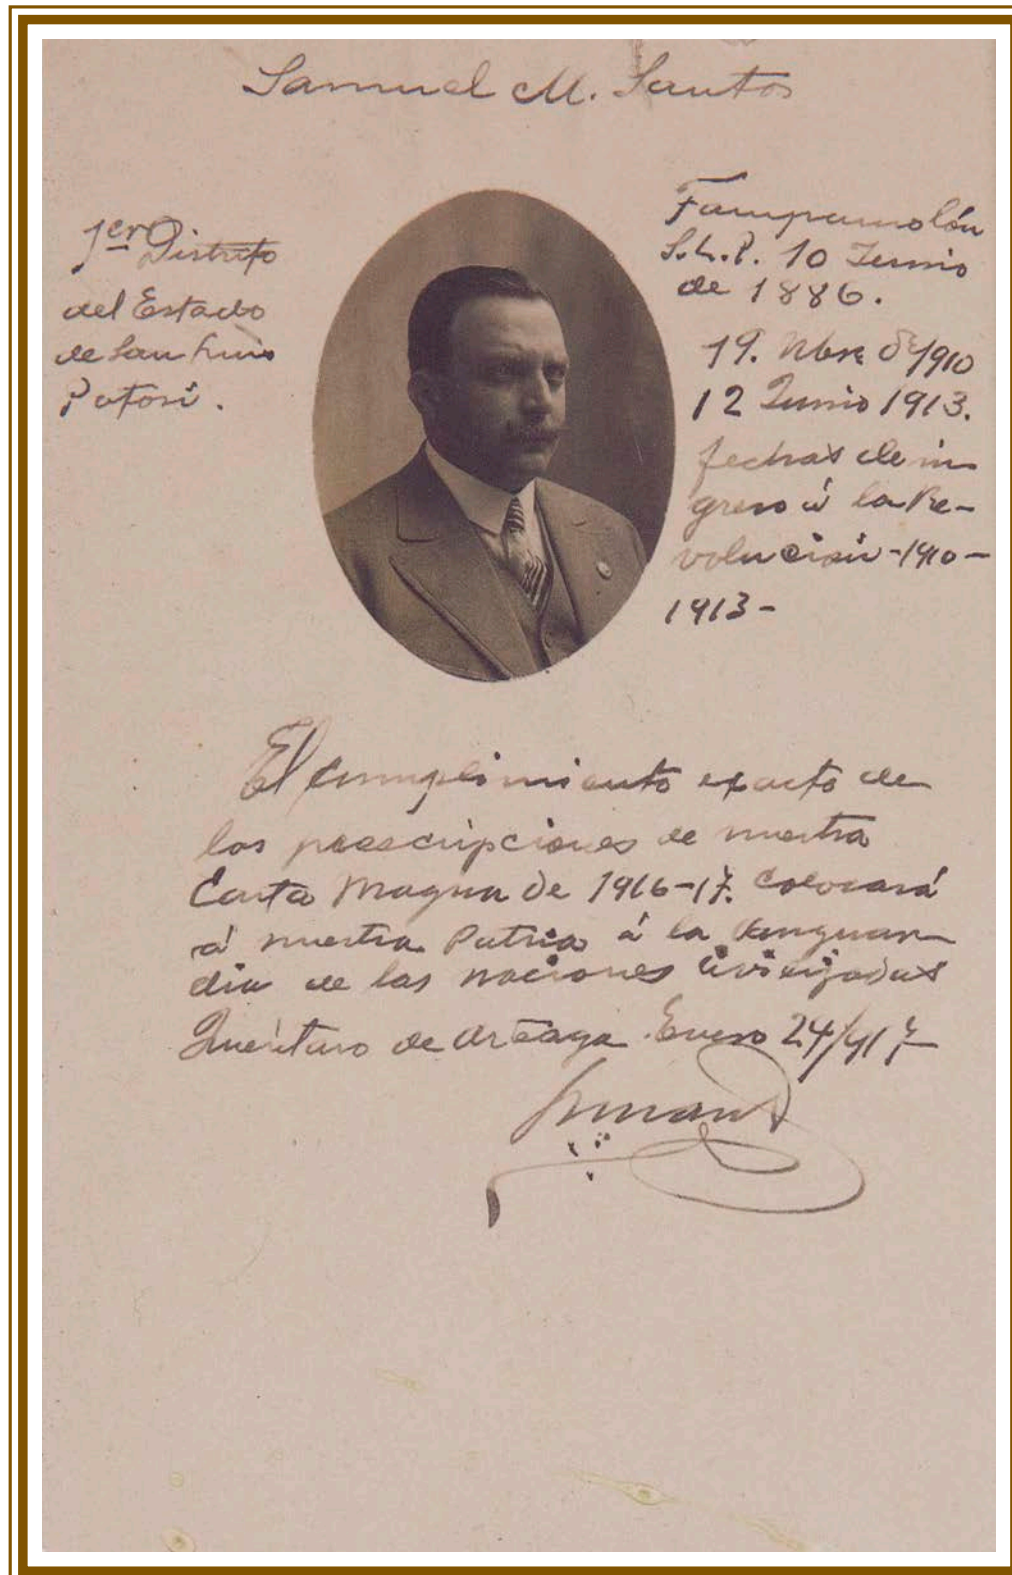 Samuel M. Santos
1er Distrito
del Estado
de San Luis
Potosí.
Tampamolón
S.L.P. 10 Junio
de 1886.
19. Nbre de 1910
12 Junio 1913.
fechas de in
greso á la Re-
volución -1910-
1913-
El cumplimiento exacto de
las prescripciones de nuestra
Carta Magna de 1916-17. colocará
á nuestra Patria á la vanguar
dia de las naciones civilizadas
Querétaro de Arteaga Enero 24/917